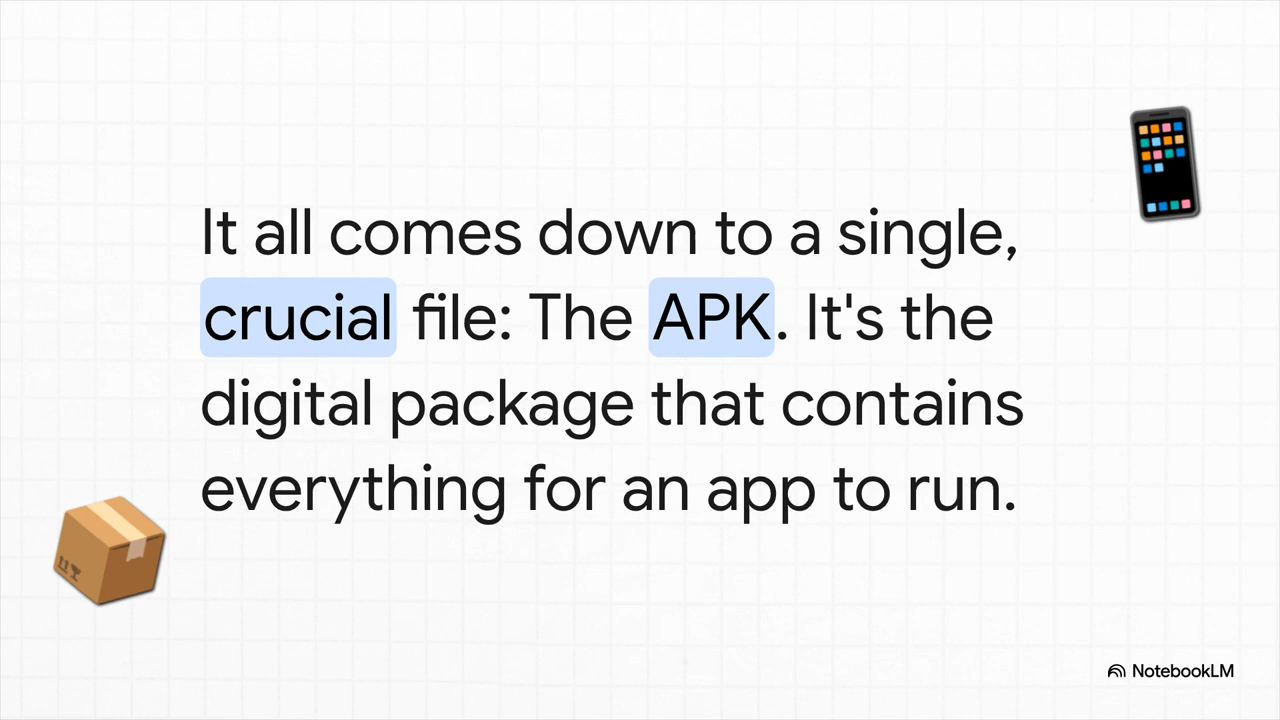 It all comes down to a single,
crucial file: The APK. It's the
digital package that contains
everything for an app to run.
NotebookLM